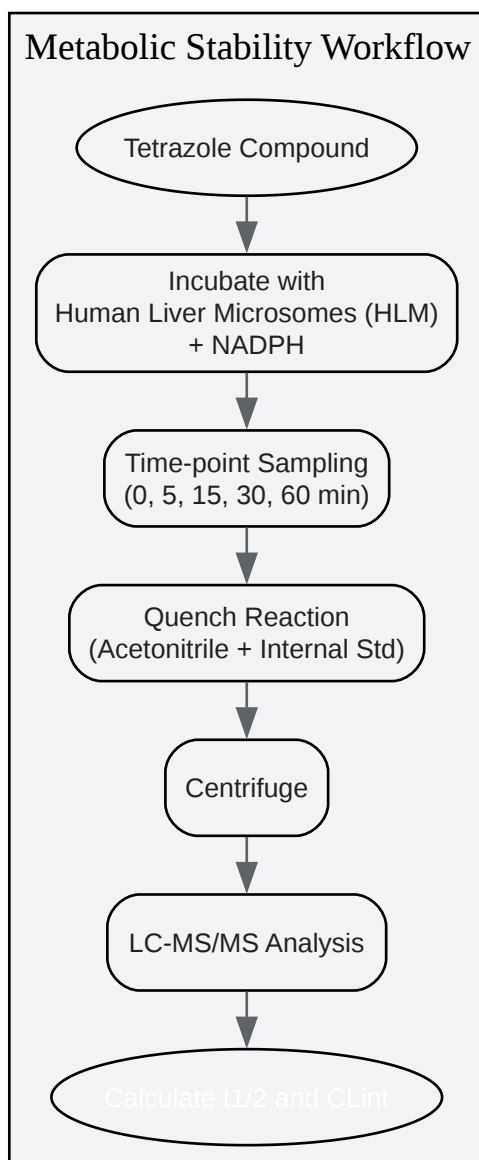 Metabolic Stability Workflow
Tetrazole Compound
Incubate with
Human Liver Microsomes (HLM)
+ NADPH
Time-point Sampling
(0, 5, 15, 30, 60 min)
Quench Reaction
(Acetonitrile + Internal Std)
Centrifuge
LC-MS/MS Analysis
Calculate t1/2 and CLint